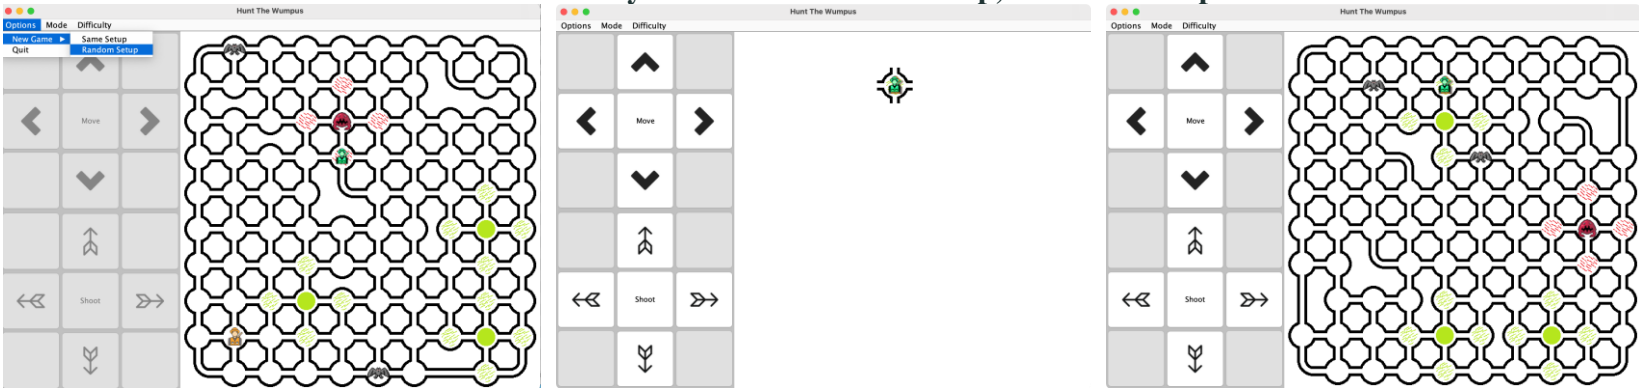 Hunt The Wumpus
Options Mode Difficulty
New Game Same Setup
Quit Random Setup
Move
Shoot
Hunt The Wumpus
Options Mode Difficulty
Move
Shoot
Hunt The Wumpus
Options Mode Difficulty
Move
Shoot